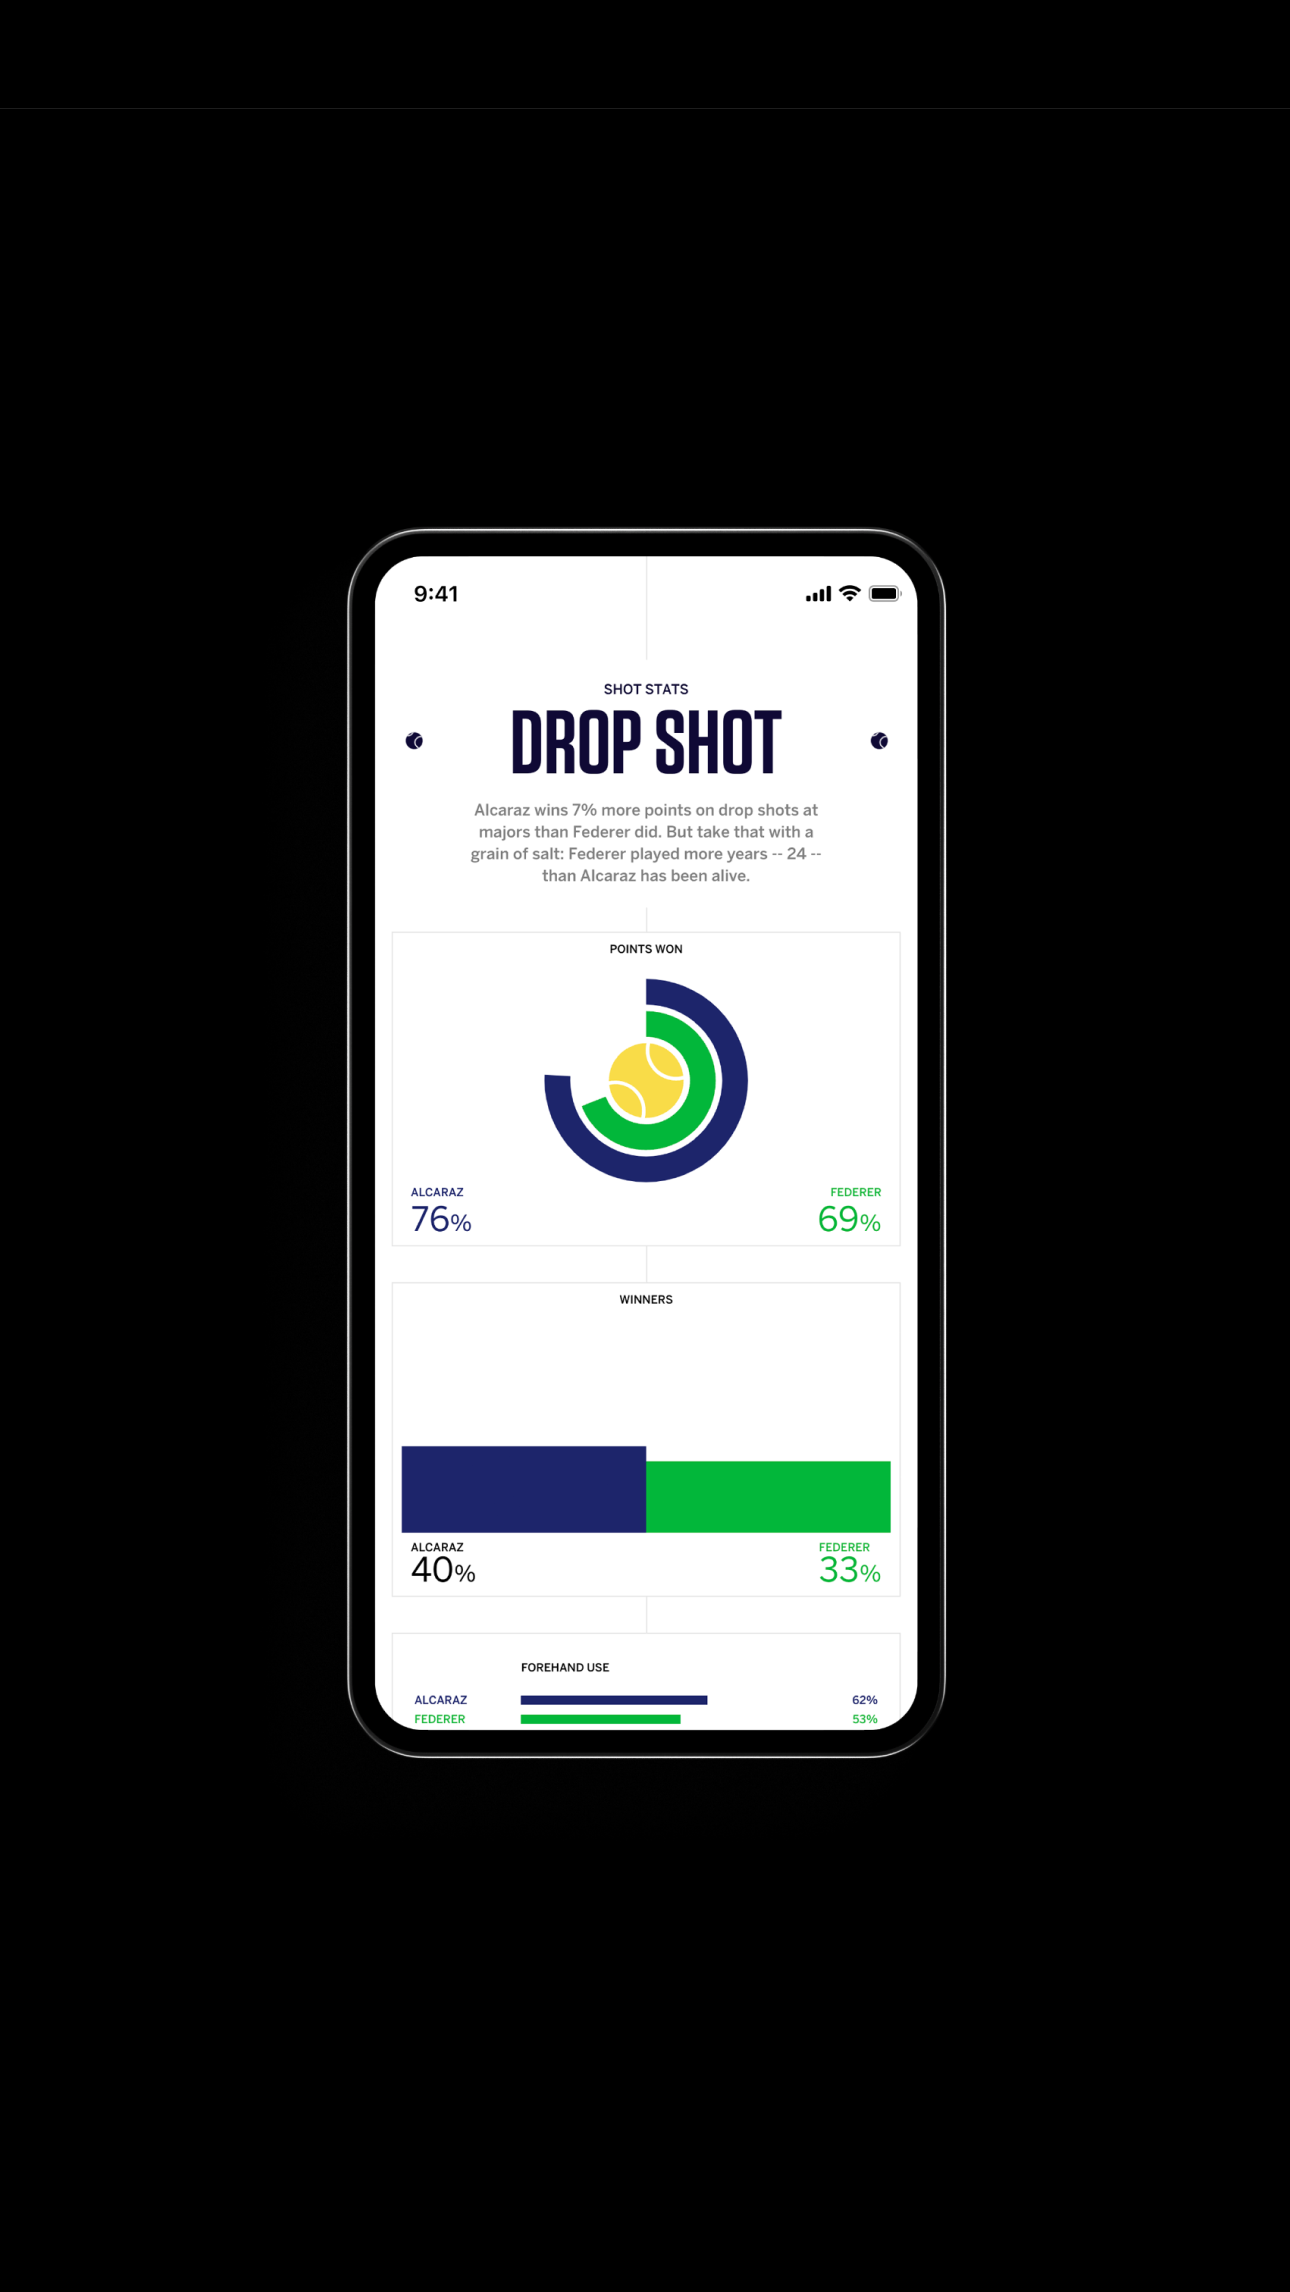 9:41
SHOT STATS
DROP SHOT
Alcaraz wins 7% more points on drop shots at
majors than Federer did. But take that with a
grain of salt: Federer played more years -- 24 --
than Alcaraz has been alive.
POINTS WON
ALCARAZ FEDERER
76% 69%
WINNERS
ALCARAZ FEDERER
40% 33%
FOREHAND USE
ALCARAZ 62%
FEDERER 53%